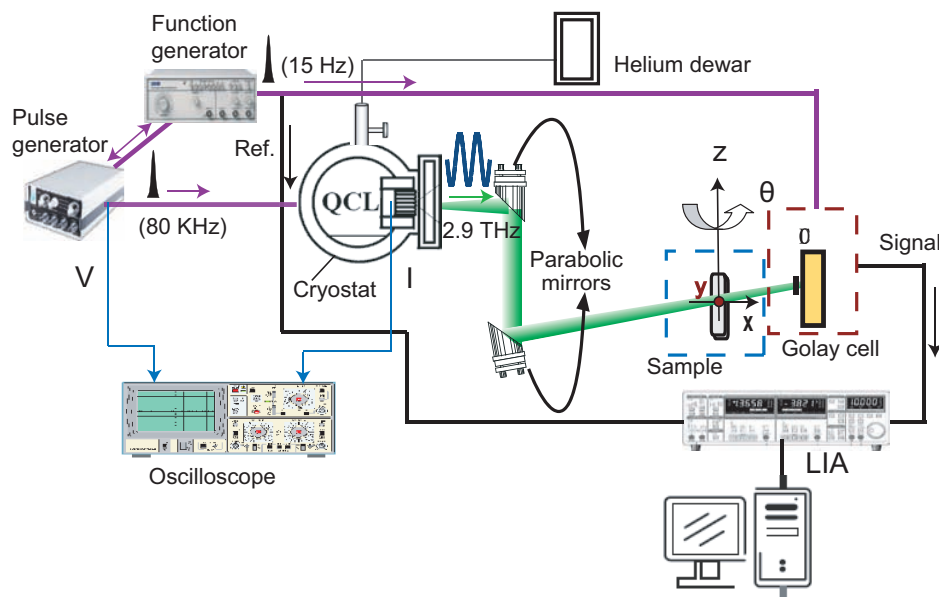 Function
generator
(15 Hz)
Helium dewar
Pulse
generator
Ref.
(80 KHz)
QCL
2.9 THz
Z
θ
Signal
V
I
Cryostat
Parabolic
mirrors
y
x
Golay cell
Sample
Oscilloscope
LIA